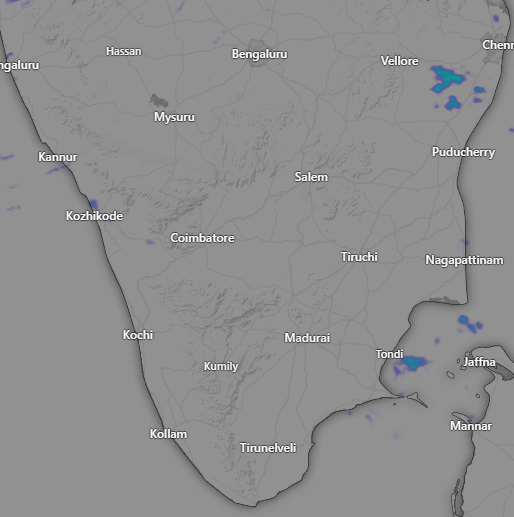 Hassan
Bengaluru
Chenn
ngaluru
Vellore
Mysuru
Kannur
Puducherry
Salem
Kozhikode
Coimbatore
Tiruchi
Nagapattinam
Kochi
Madurai
Tondi
Kumily
Jaffna
Mannar
Kollam
Tirunelveli